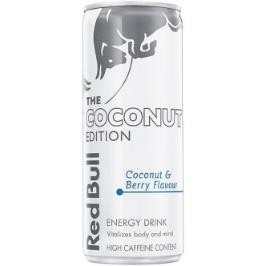 THE
COCONUT
EDITION
Coconut &
Berry Flavour
Red Bull
ENERGY DRINK
Vitalizes body and mind.
HIGH CAFFEINE CONTENT